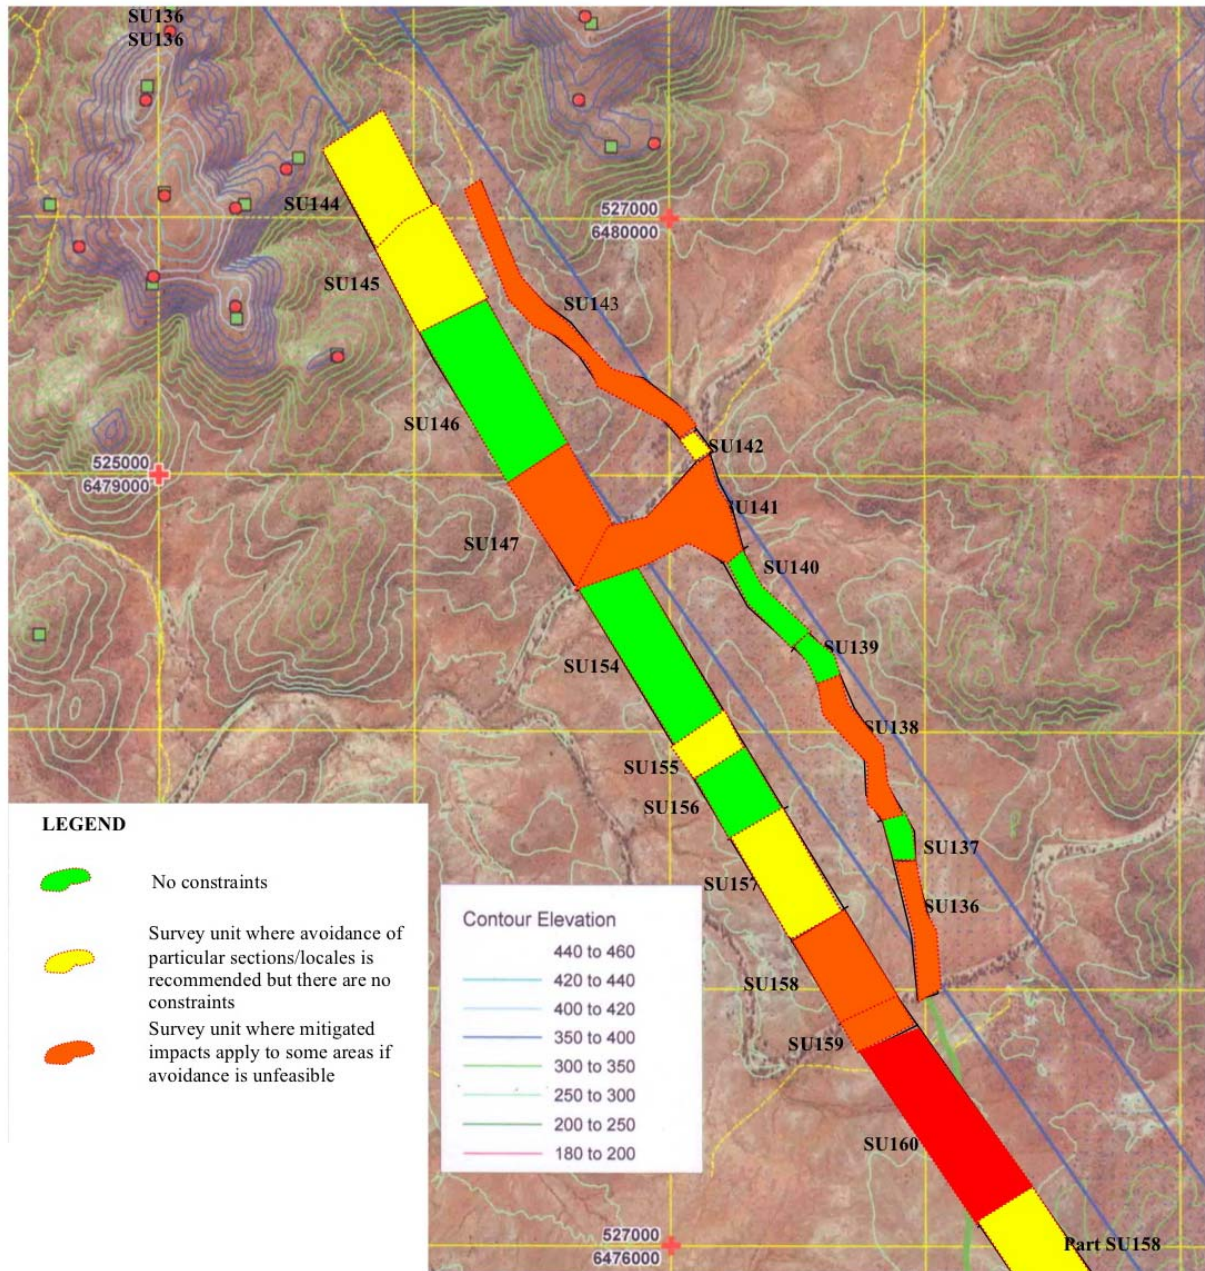 SU136
SU136
SU144
527000
6480000
SU145
SU143
SU146
SU142
525000
6479000
SU141
SU147
SU140
SU139
SU154
SU138
SU155
SU156
SU137
SU157
SU136
SU158
SU159
SU160
527000
6476000
Part SU158
LEGEND
No constraints
Survey unit where avoidance of
particular sections/locales is
recommended but there are no
constraints
Survey unit where mitigated
impacts apply to some areas if
avoidance is unfeasible
Contour Elevation
440 to 460
420 to 440
400 to 420
350 to 400
300 to 350
250 to 300
200 to 250
180 to 200